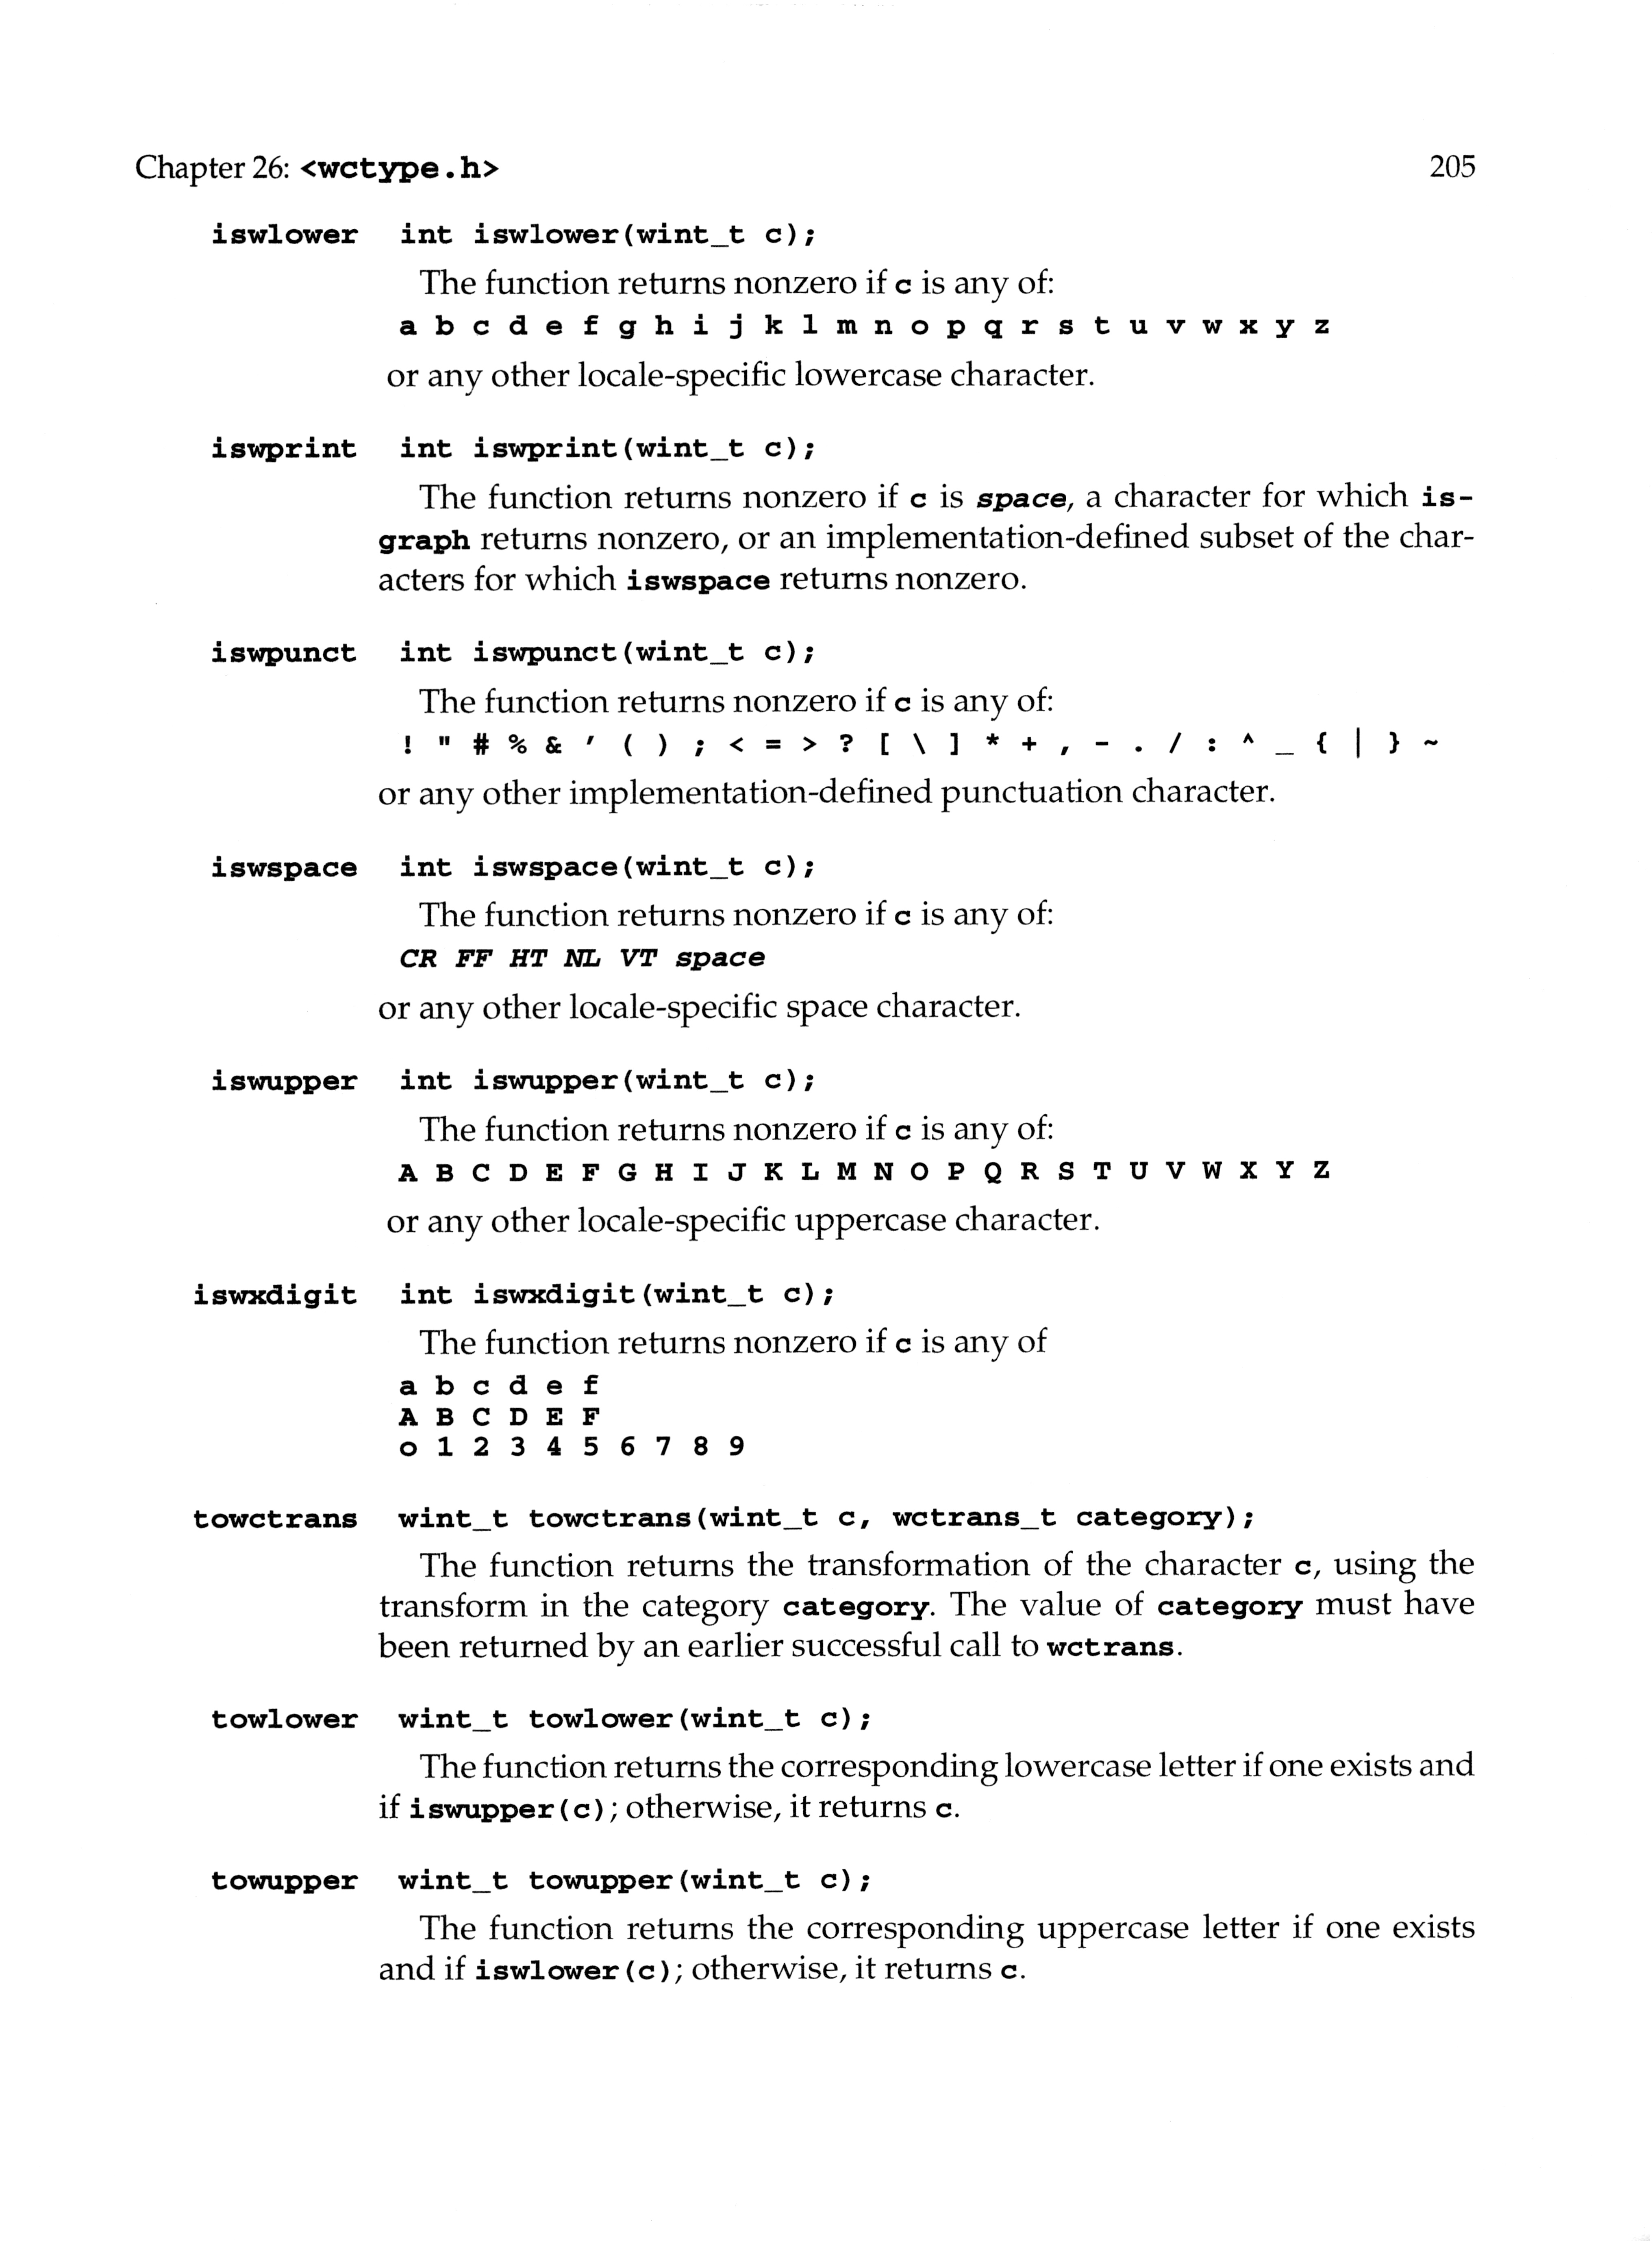 Chapter 26: <wctype.h> 205
iswlower int iswlower(wint_t c);
The function returns nonzero if c is any of:
a b c d e f g h i j k l m n o p q r s t u v w x y z
or any other locale-specific lowercase character.
iswprint int iswprint(wint_t c);
The function returns nonzero if c is space, a character for which is-
graph returns nonzero, or an implementation-defined subset of the char-
acters for which iswspace returns nonzero.
iswpunct int iswpunct(wint_t c);
The function returns nonzero if c is any of:
! " # % & ' ( ) ; < = > ? [ \ ] * + , - . / : ^ _ { | } ~
or any other implementation-defined punctuation character.
iswspace int iswspace(wint_t c);
The function returns nonzero if c is any of:
CR FF HT NL VT space
or any other locale-specific space character.
iswupper int iswupper(wint_t c);
The function returns nonzero if c is any of:
A B C D E F G H I J K L M N O P Q R S T U V W X Y Z
or any other locale-specific uppercase character.
iswxdigit int iswxdigit(wint_t c);
The function returns nonzero if c is any of
a b c d e f
A B C D E F
o 1 2 3 4 5 6 7 8 9
towctrans wint_t towctrans(wint_t c, wctrans_t category);
The function returns the transformation of the character c, using the
transform in the category category. The value of category must have
been returned by an earlier successful call to wctrans.
towlower wint_t towlower(wint_t c);
The function returns the corresponding lowercase letter if one exists and
if iswupper(c); otherwise, it returns c.
towupper wint_t towupper(wint_t c);
The function returns the corresponding uppercase letter if one exists
and if iswlower(c); otherwise, it returns c.